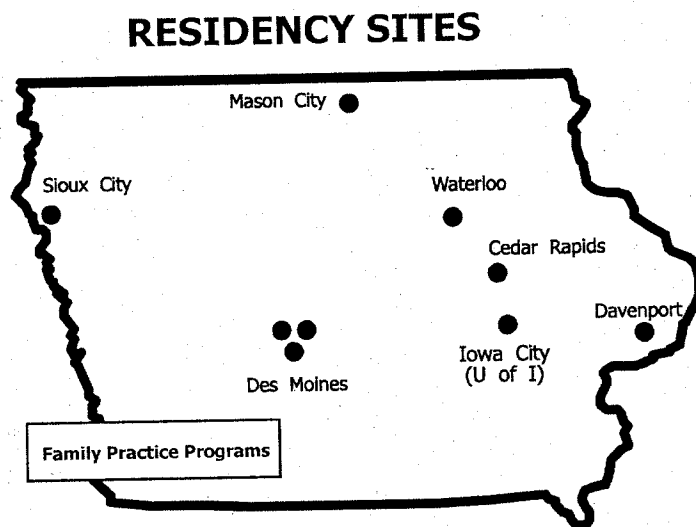 RESIDENCY SITES
Mason City
Sioux City
Waterloo
Cedar Rapids
Davenport
Iowa City
(U of I)
Des Moines
Family Practice Programs